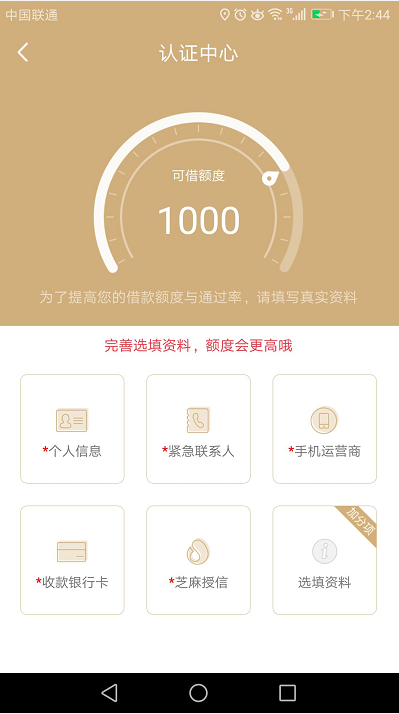 中国联通
3G
下午2:44
认证中心
可借额度
1000
为了提高您的借款额度与通过率，请填写真实资料
完善选填资料，额度会更高哦
*个人信息
*紧急联系人
*手机运营商
加分项
*收款银行卡
*芝麻授信
选填资料